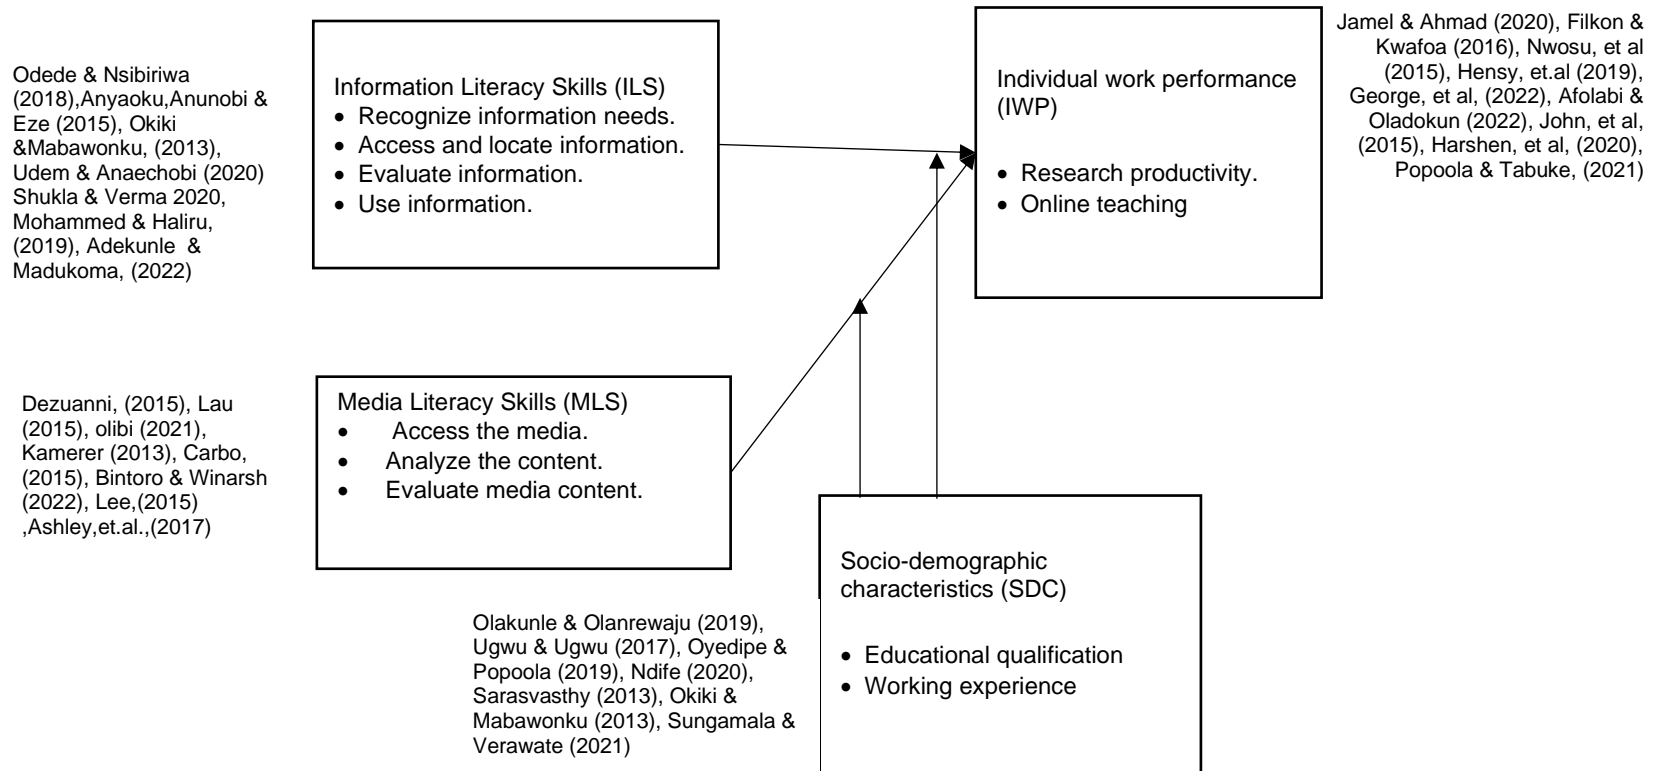 Odede & Nsibiriwa
(2018),Anyaoku,Anunobi &
Eze (2015), Okiki
&Mabawonku, (2013),
Udem & Anaechobi (2020)
Shukla & Verma 2020,
Mohammed & Haliru,
(2019), Adekunle &
Madukoma, (2022)
Information Literacy Skills (ILS)
• Recognize information needs.
• Access and locate information.
• Evaluate information.
• Use information.
Individual work performance
(IWP)
• Research productivity.
• Online teaching
Jamel & Ahmad (2020), Filkon &
Kwafoa (2016), Nwosu, et al
(2015), Hensy, et.al (2019),
George, et al, (2022), Afolabi &
Oladokun (2022), John, et al,
(2015), Harshen, et al, (2020),
Popoola & Tabuke, (2021)
Dezuanni, (2015), Lau
(2015), olibi (2021),
Kamerer (2013), Carbo,
(2015), Bintoro & Winarsh
(2022), Lee,(2015)
,Ashley,et.al.,(2017)
Media Literacy Skills (MLS)
• Access the media.
• Analyze the content.
• Evaluate media content.
Olakunle & Olanrewaju (2019),
Ugwu & Ugwu (2017), Oyedipe &
Popoola (2019), Ndife (2020),
Sarasvasthy (2013), Okiki &
Mabawonku (2013), Sungamala &
Verawate (2021)
Socio-demographic
characteristics (SDC)
• Educational qualification
• Working experience